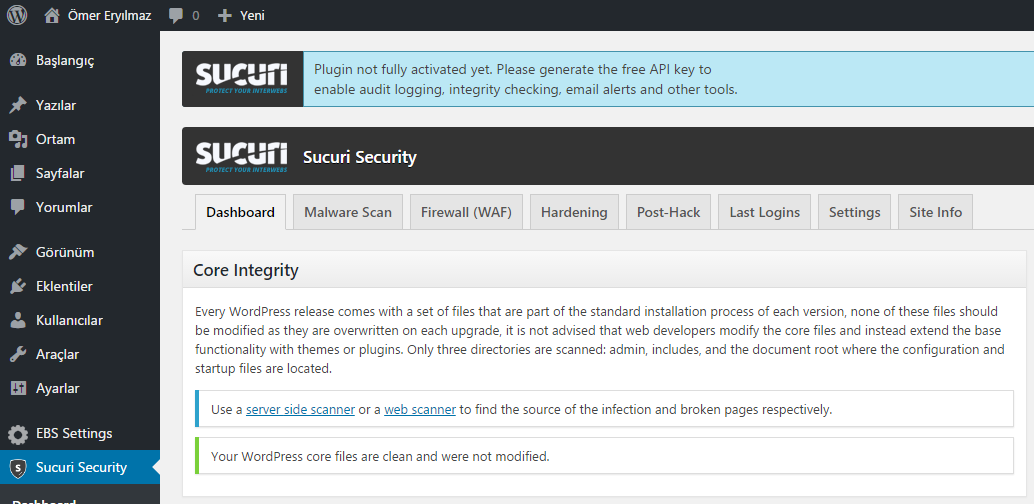 Ömer Eryılmaz 0 Yeni
Başlangıç
Yazılar
Ortam
Sayfalar
Yorumlar
Görünüm
Eklentiler
Kullanıcılar
Araçlar
Ayarlar
EBS Settings
Sucuri Security
Dashboard
SUCURI
PROTECT YOUR INTERWEBS
Plugin not fully activated yet. Please generate the free API key to
enable audit logging, integrity checking, email alerts and other tools.
SUCURI
PROTECT YOUR INTERWEBS
Sucuri Security
Dashboard Malware Scan Firewall (WAF) Hardening Post-Hack Last Logins Settings Site Info
Core Integrity
Every WordPress release comes with a set of files that are part of the standard installation process of each version, none of these files should
be modified as they are overwritten on each upgrade, it is not advised that web developers modify the core files and instead extend the base
functionality with themes or plugins. Only three directories are scanned: admin, includes, and the document root where the configuration and
startup files are located.
Use a server side scanner or a web scanner to find the source of the infection and broken pages respectively.
Your WordPress core files are clean and were not modified.